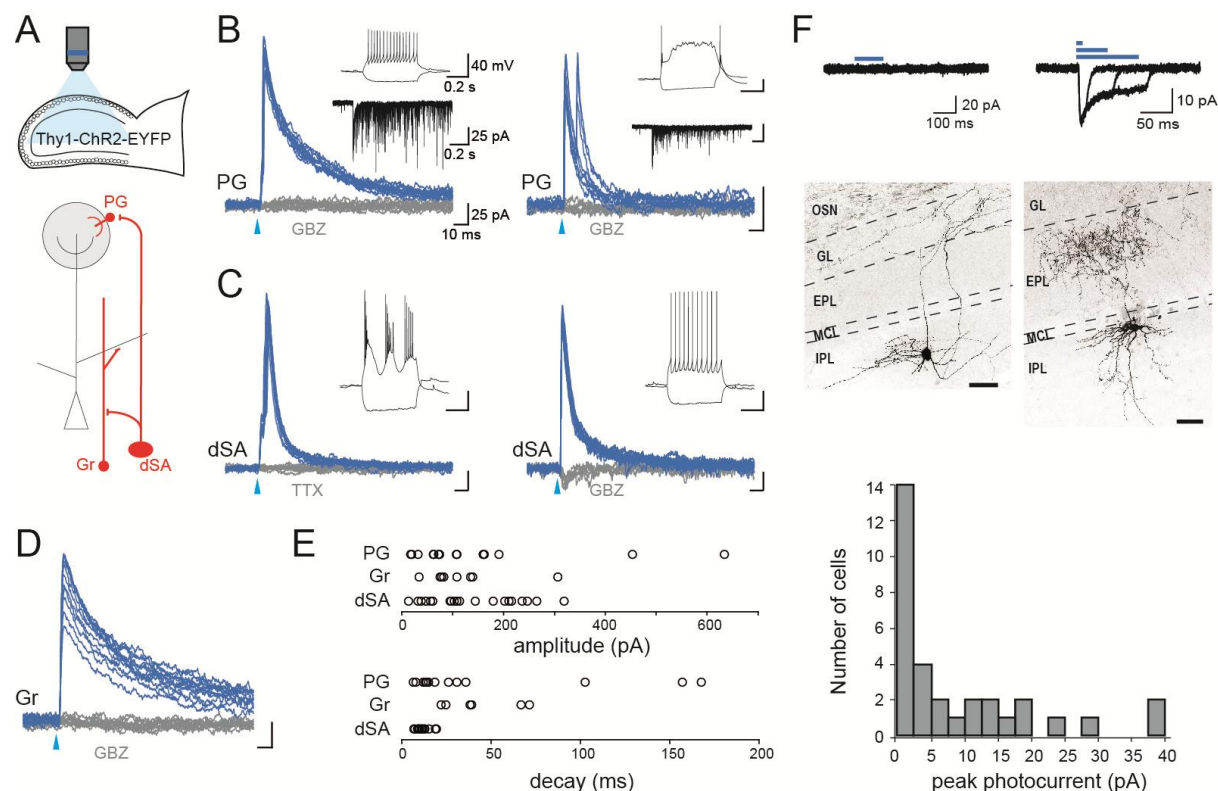 A
Thy1-ChR2-EYFP
PG
Gr
dSA
B
PG
GBZ
40 mV
0.2 s
25 pA
0.2 s
25 pA
10 ms
PG
GBZ
C
dSA
TTX
dSA
GBZ
D
Gr
GBZ
E
PG
Gr
dSA
0 200 400 600
amplitude (pA)
PG
Gr
dSA
0 50 100 150 200
decay (ms)
F
20 pA
100 ms
10 pA
50 ms
OSN
GL
EPL
MCL
IPL
GL
EPL
MCL
IPL
Number of cells
14
12
10
8
6
4
2
0
0 5 10 15 20 25 30 35 40
peak photocurrent (pA)